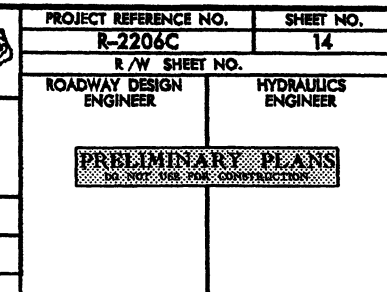 PROJECT REFERENCE NO. SHEET NO.
R-2206C 14
R/W SHEET NO.
ROADWAY DESIGN ENGINEER
HYDRAULICS ENGINEER
PRELIMINARY PLANS
DO NOT USE FOR CONSTRUCTION